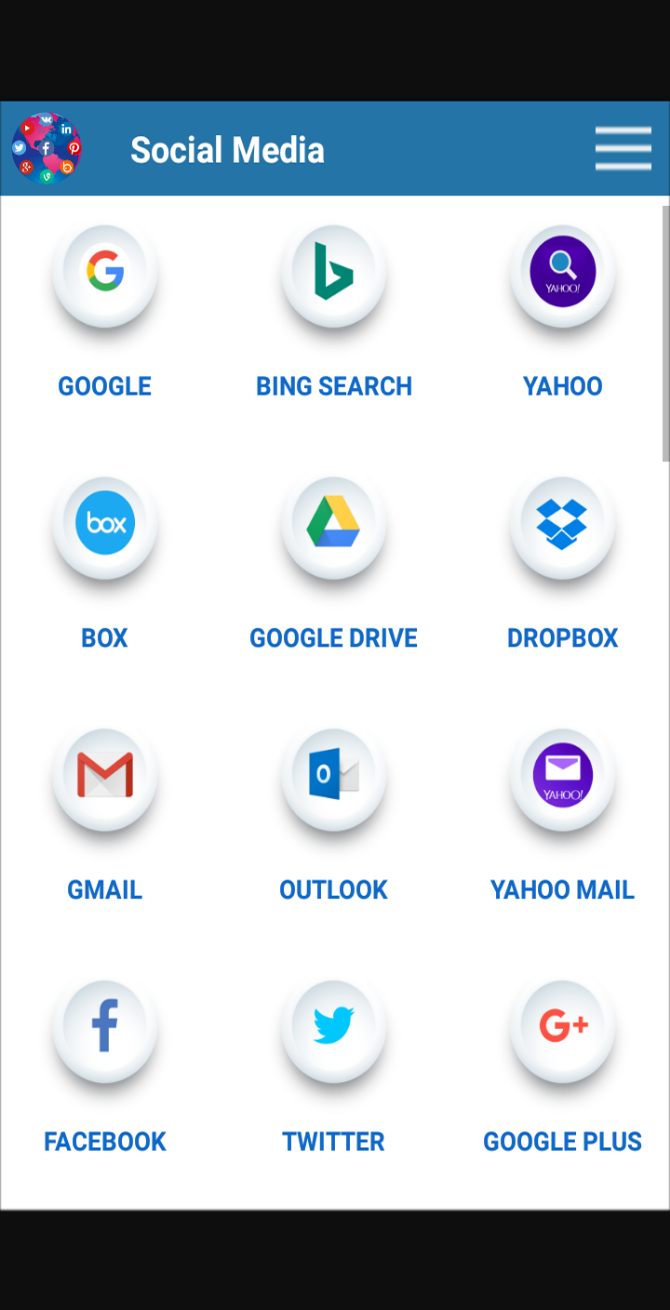 Social Media
GOOGLE
BING SEARCH
YAHOO!
YAHOO
box
BOX
GOOGLE DRIVE
DROPBOX
GMAIL
O
OUTLOOK
YAHOO!
YAHOO MAIL
FACEBOOK
TWITTER
G+
GOOGLE PLUS